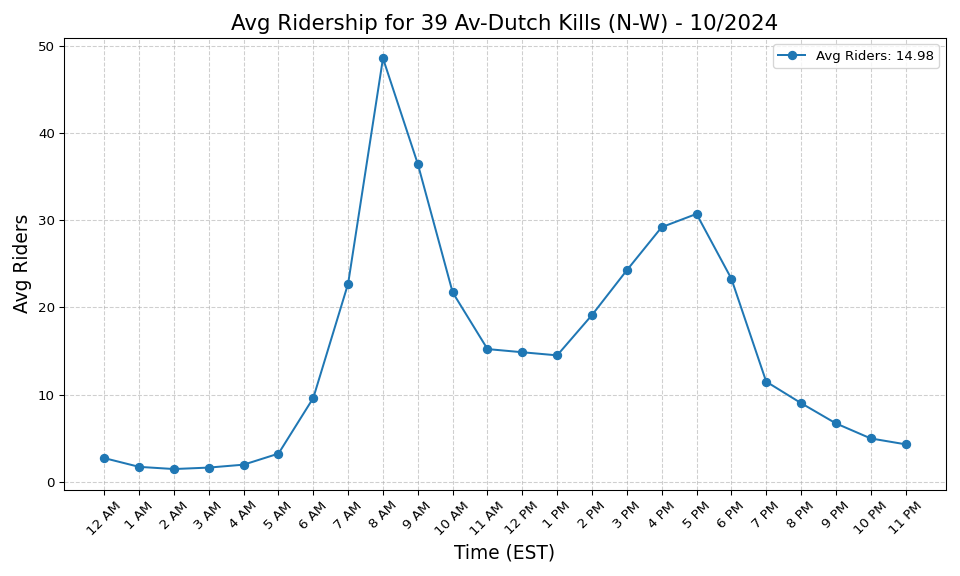 Avg Ridership for 39 Av-Dutch Kills (N-W) - 10/2024
Avg Riders: 14.98
Avg Riders
50
40
30
20
10
0
12 AM
1 AM
2 AM
3 AM
4 AM
5 AM
6 AM
7 AM
8 AM
9 AM
10 AM
11 AM
12 PM
1 PM
2 PM
3 PM
4 PM
5 PM
6 PM
7 PM
8 PM
9 PM
10 PM
11 PM
Time (EST)